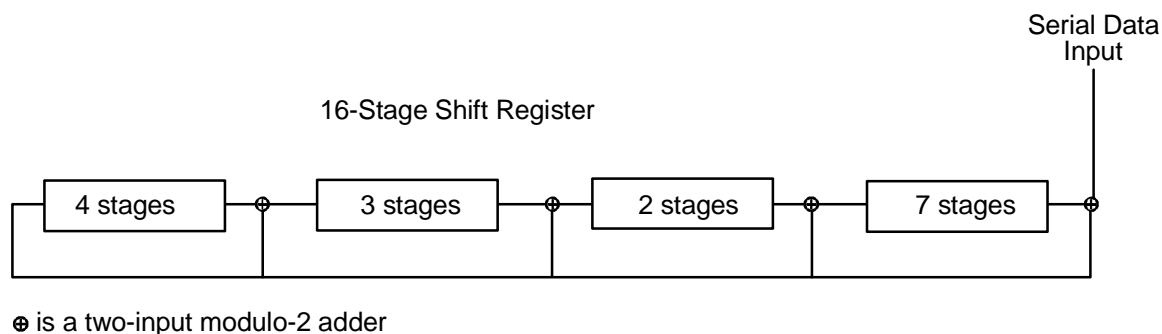 Serial Data
Input
16-Stage Shift Register
4 stages
3 stages
2 stages
7 stages
⊕ is a two-input modulo-2 adder